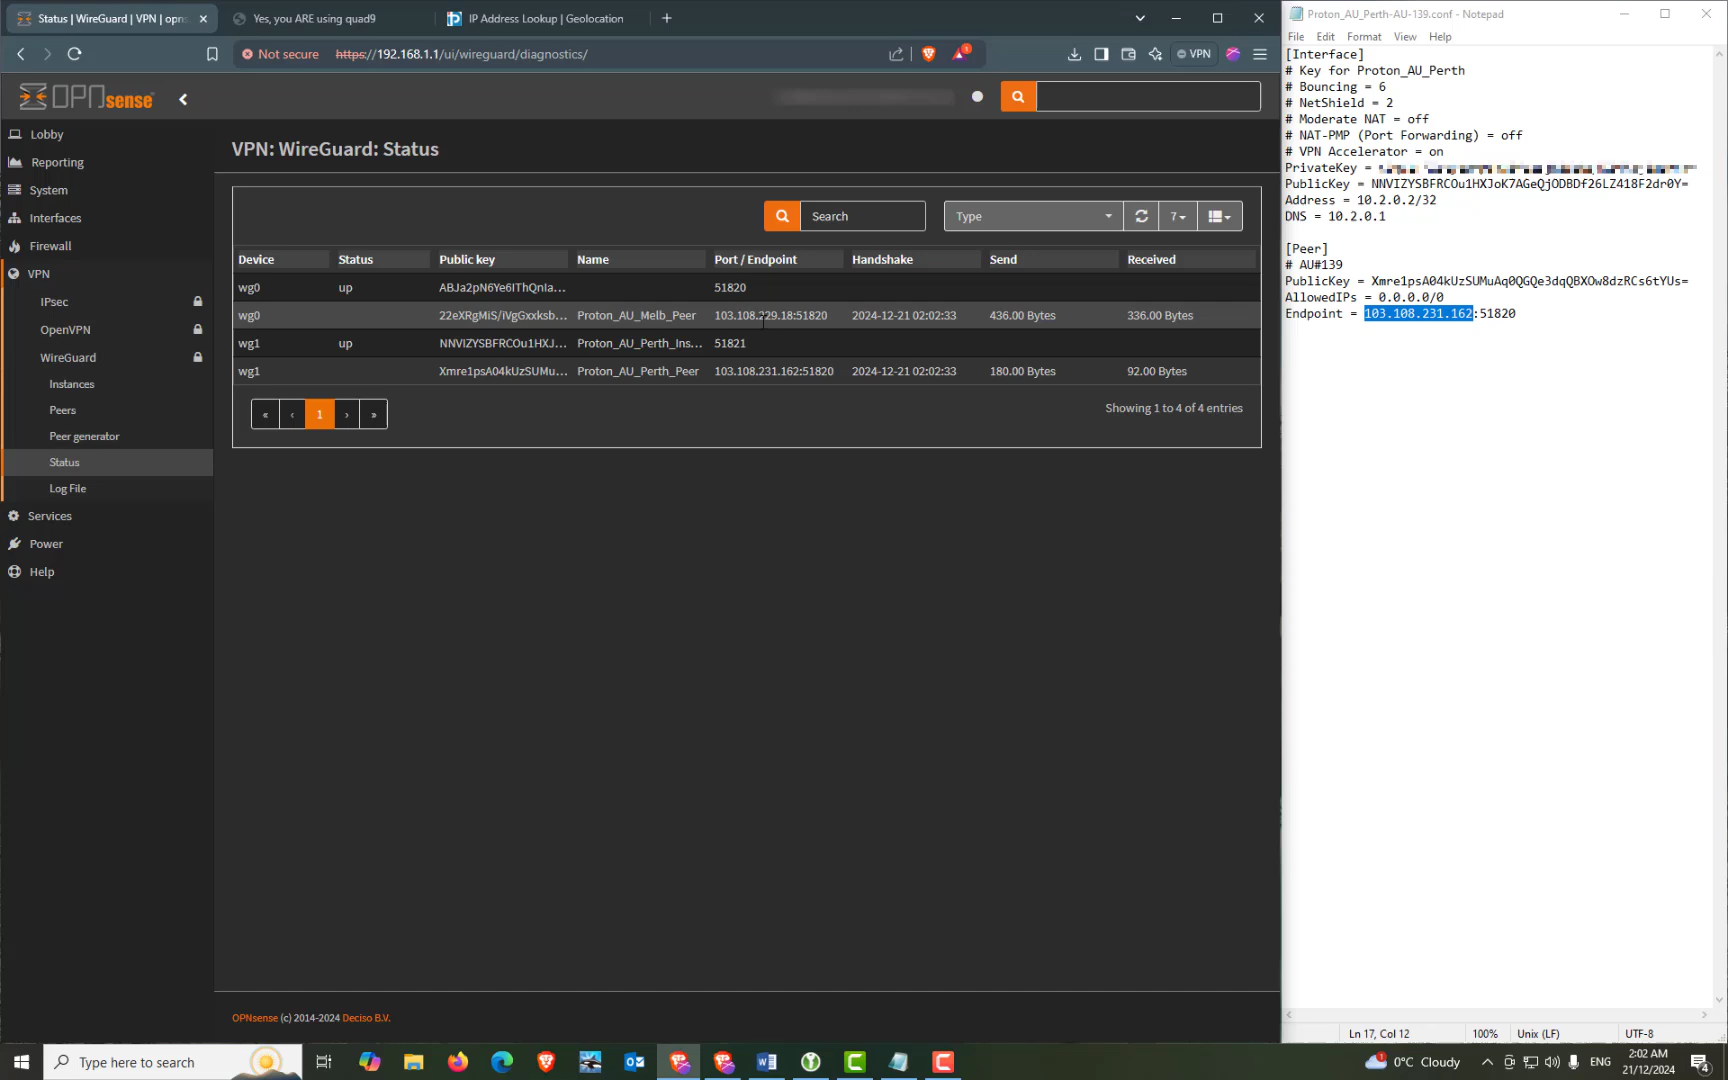 Status | WireGuard | VPN | opn
Yes, you ARE using quad9
IP Address Lookup | Geolocation
Not secure
https://192.168.1.1/ui/wireguard/diagnostics/
1
VPN
OPNsense
Lobby
Reporting
System
Interfaces
Firewall
VPN
IPsec
OpenVPN
WireGuard
Instances
Peers
Peer generator
Status
Log File
Services
Power
Help
VPN: WireGuard: Status
Search
Type
7
Device Status Public key Name Port / Endpoint Handshake Send Received
wg0 up ABJa2pN6Ye6IThQnIa... 51820
wg0 22eXRgMiS/iVgGxxksb... Proton_AU_Melb_Peer 103.108.229.18:51820 2024-12-21 02:02:33 436.00 Bytes 336.00 Bytes
wg1 up NNVIZYSBFRCOu1HXJ... Proton_AU_Perth_Ins... 51821
wg1 Xmre1psA04kUzSUMu... Proton_AU_Perth_Peer 103.108.231.162:51820 2024-12-21 02:02:33 180.00 Bytes 92.00 Bytes
« ‹ 1 › »
Showing 1 to 4 of 4 entries
OPNsense (c) 2014-2024 Deciso B.V.
Proton_AU_Perth-AU-139.conf - Notepad
File Edit Format View Help
[Interface]
# Key for Proton_AU_Perth
# Bouncing = 6
# NetShield = 2
# Moderate NAT = off
# NAT-PMP (Port Forwarding) = off
# VPN Accelerator = on
PrivateKey =
PublicKey = NNVIZYSBFRCOu1HXJoK7AGeQjODBDf26LZ418F2dr0Y=
Address = 10.2.0.2/32
DNS = 10.2.0.1
[Peer]
# AU#139
PublicKey = Xmre1psA04kUzSUMuAq0QGQe3dqQBXOw8dzRCs6tYUs=
AllowedIPs = 0.0.0.0/0
Endpoint = 103.108.231.162:51820
Ln 17, Col 12
100%
Unix (LF)
UTF-8
Type here to search
1
0°C Cloudy
ENG
2:02 AM
21/12/2024
4